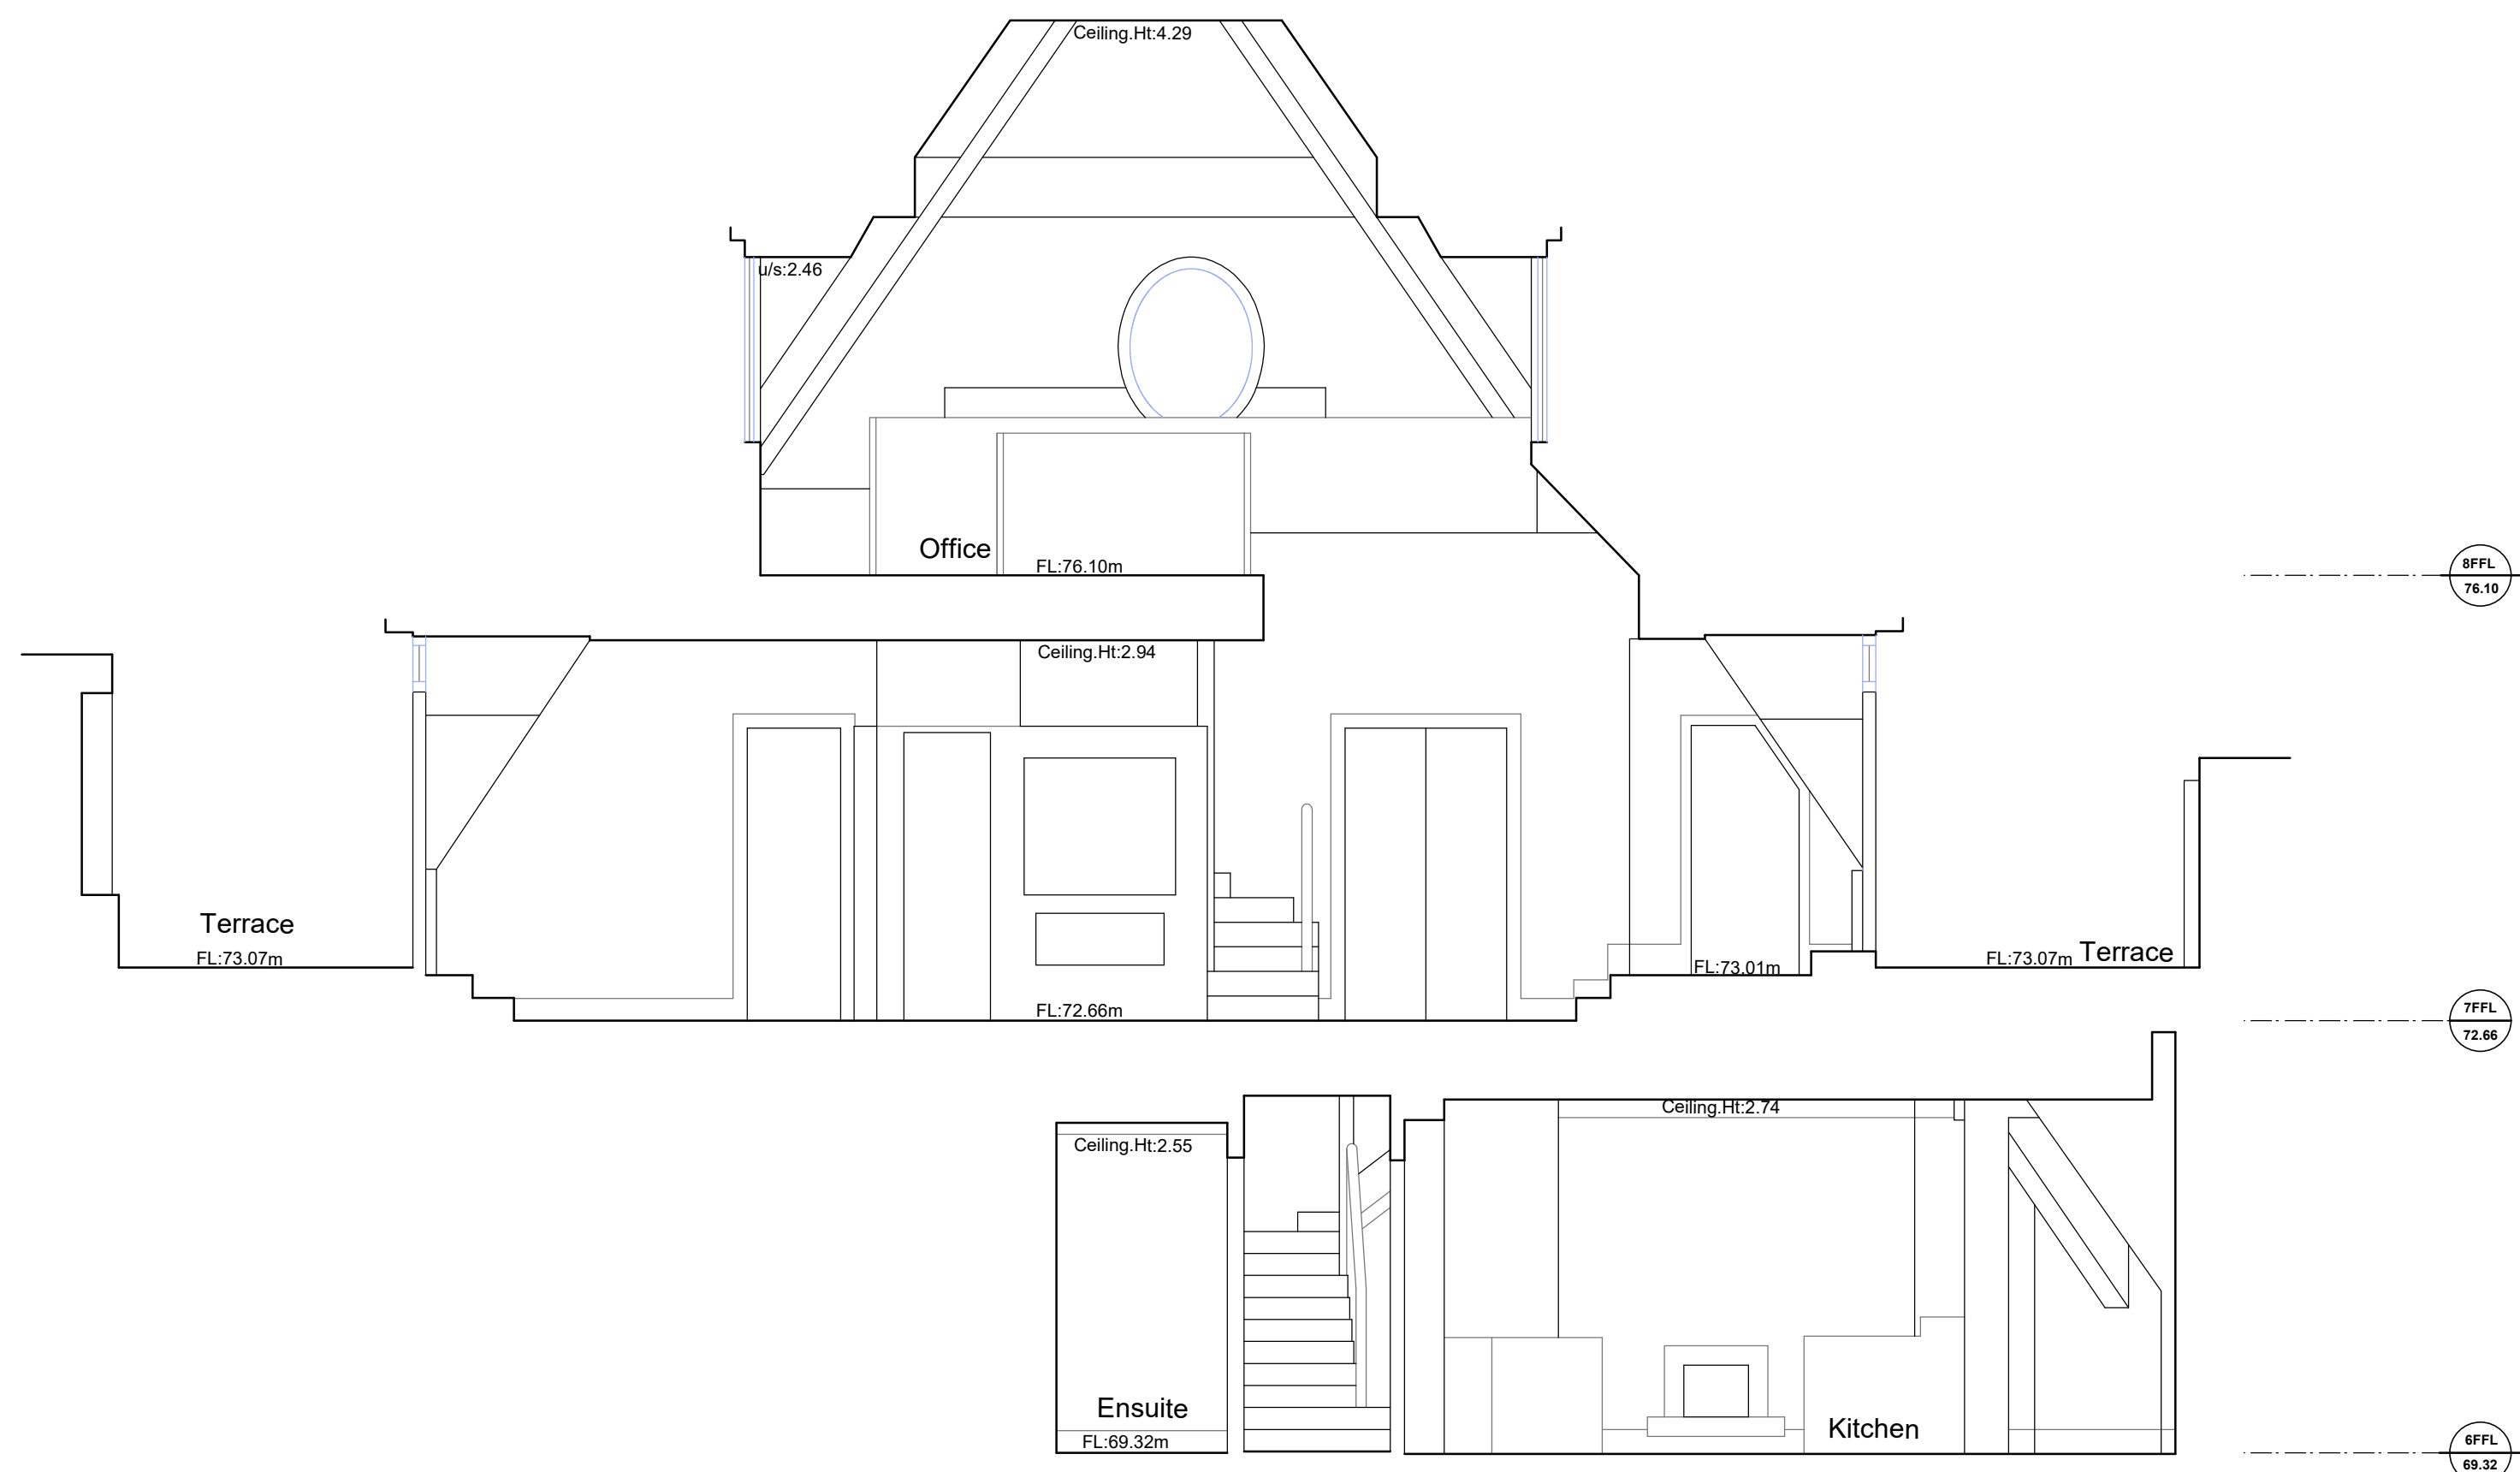 Ceiling.Ht:4.29
u/s:2.46
Office
FL:76.10m
8FFL
76.10
Ceiling.Ht:2.94
Terrace
FL:73.07m
FL:73.01m
FL:73.07m Terrace
FL:72.66m
7FFL
72.66
Ceiling.Ht:2.74
Ceiling.Ht:2.55
Ensuite
Kitchen
FL:69.32m
6FFL
69.32